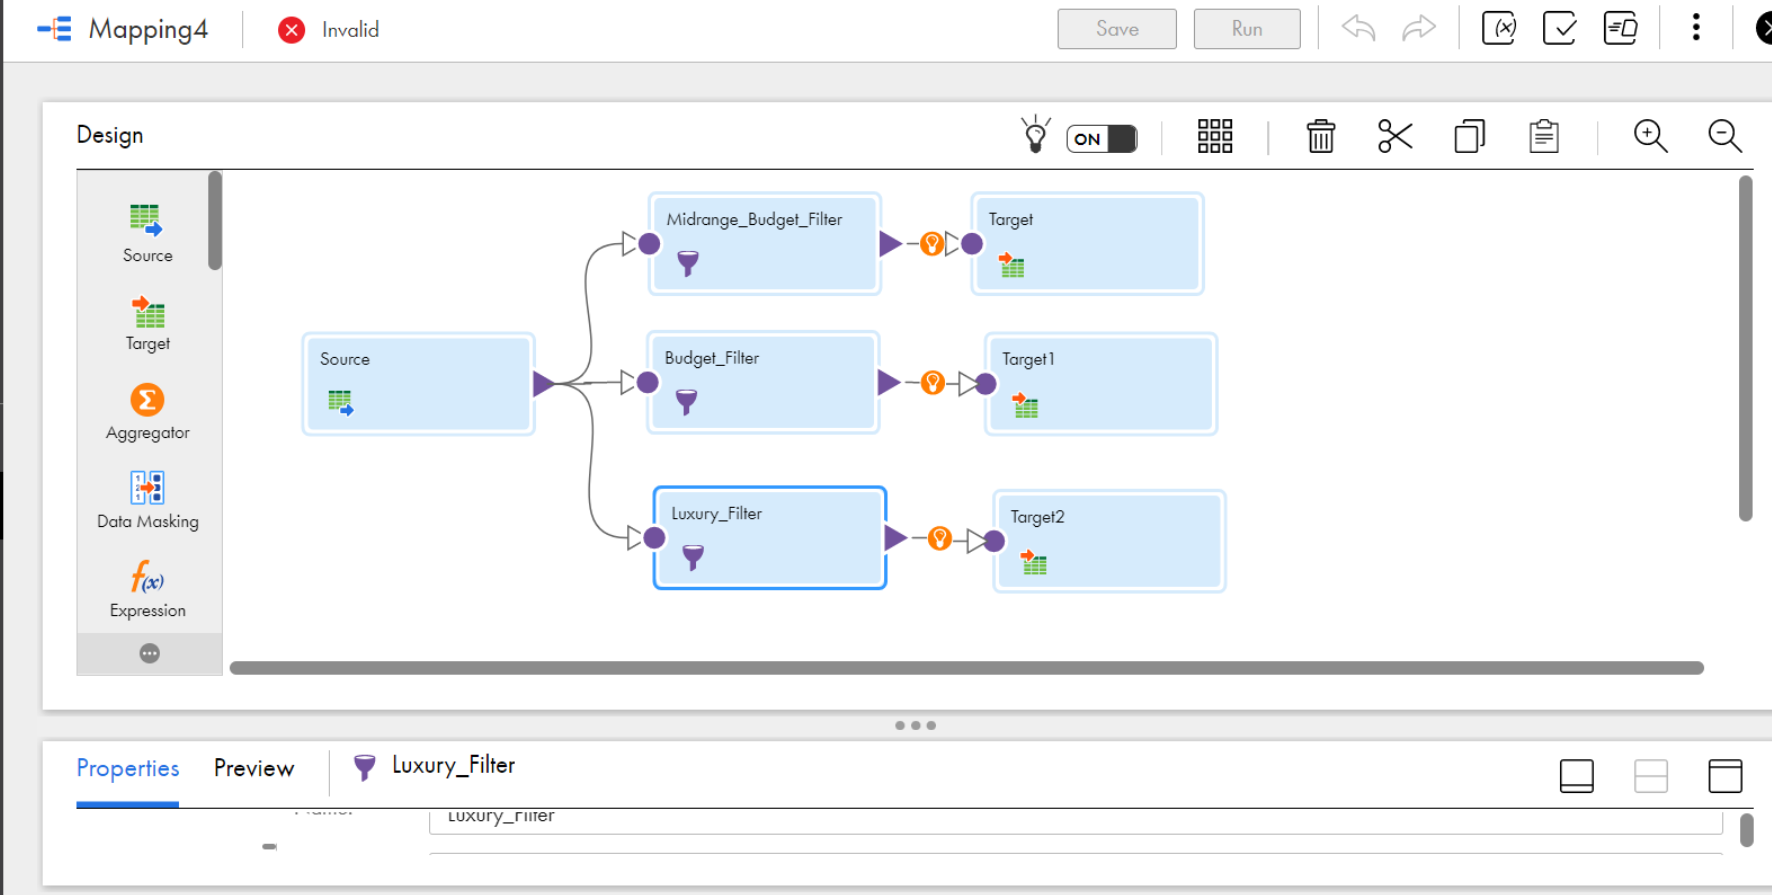 Mapping4
Invalid
Save
Run
(x)
Design
ON
Source
Target
Aggregator
Data Masking
Expression
Midrange_Budget_Filter
Target
Source
Budget_Filter
Target1
Luxury_Filter
Target2
Properties
Preview
Luxury_Filter
Luxury_Filter